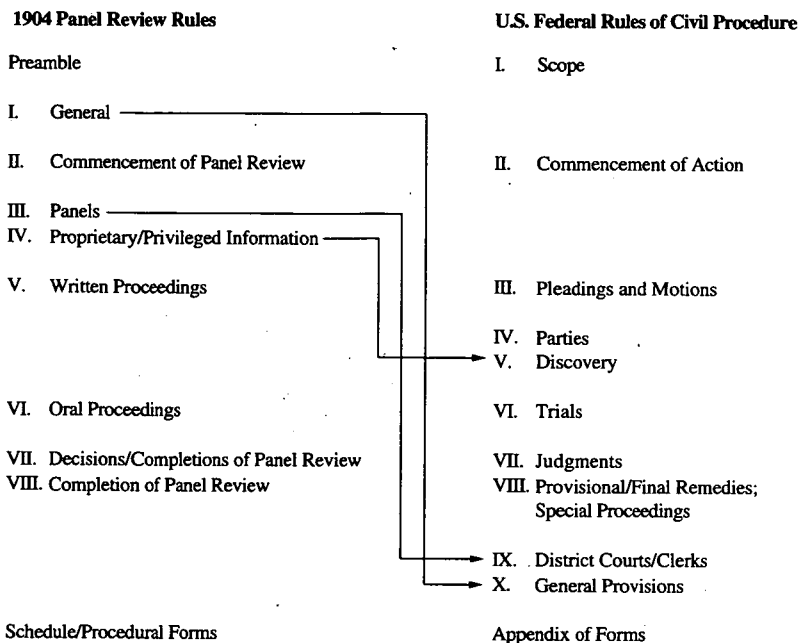 1904 Panel Review Rules
Preamble
I. General
II. Commencement of Panel Review
III. Panels
IV. Proprietary/Privileged Information
V. Written Proceedings
VI. Oral Proceedings
VII. Decisions/Completions of Panel Review
VIII. Completion of Panel Review
Schedule/Procedural Forms
U.S. Federal Rules of Civil Procedure
I. Scope
II. Commencement of Action
III. Pleadings and Motions
IV. Parties
V. Discovery
VI. Trials
VII. Judgments
VIII. Provisional/Final Remedies;
Special Proceedings
IX. District Courts/Clerks
X. General Provisions
Appendix of Forms